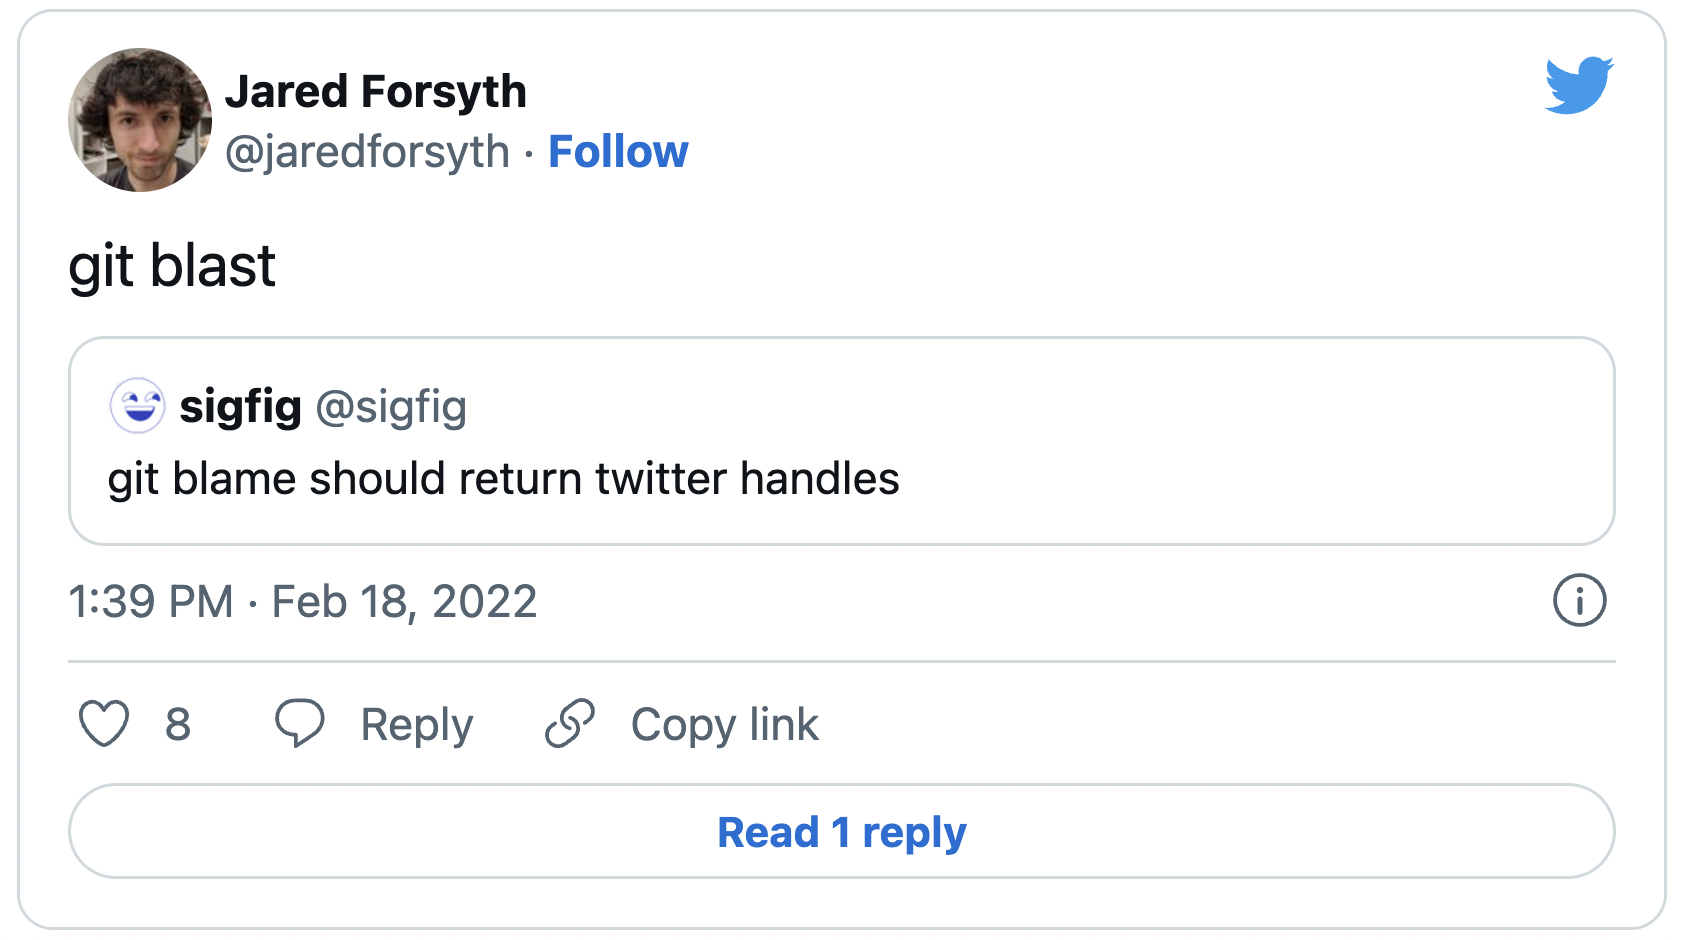 Jared Forsyth
@jaredforsyth · Follow
git blast
sigfig @sigfig
git blame should return twitter handles
1:39 PM · Feb 18, 2022
8 Reply Copy link
Read 1 reply